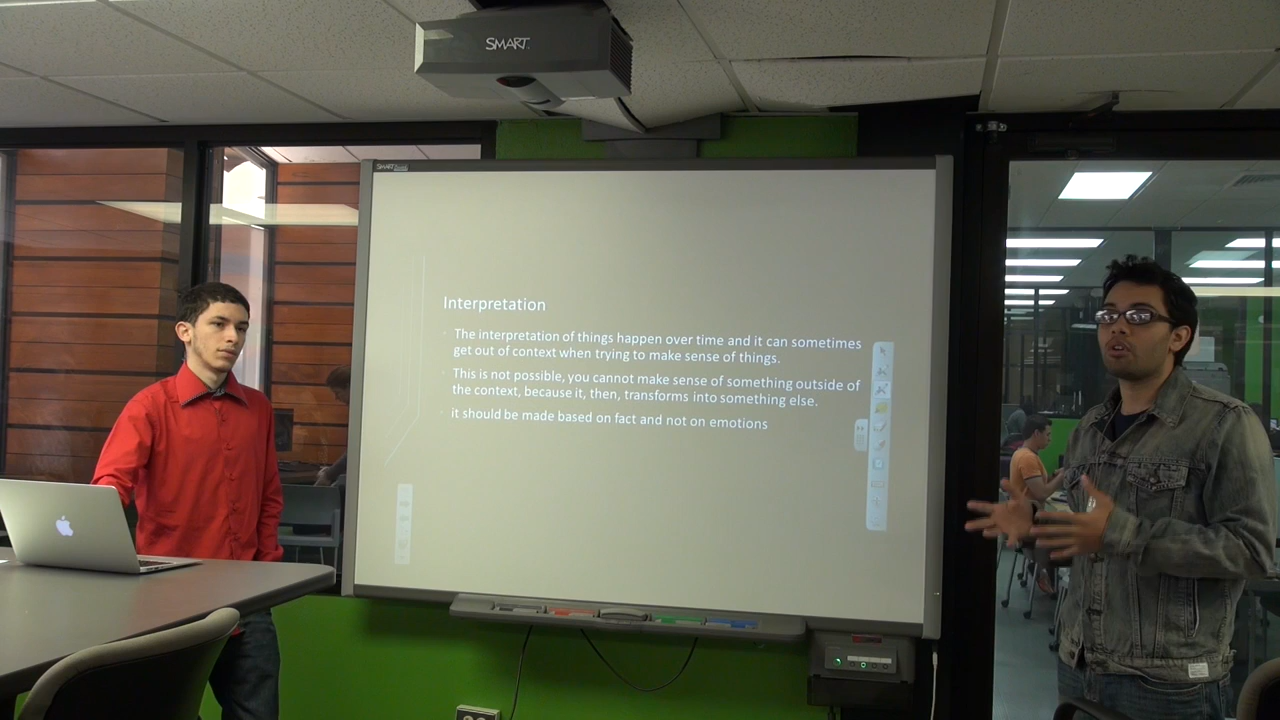 SMART
SMART
Interpretation
The interpretation of things happen over time and it can sometimes
get out of context when trying to make sense of things.
This is not possible, you cannot make sense of something outside of
the context, because it, then, transforms into something else.
it should be made based on fact and not on emotions